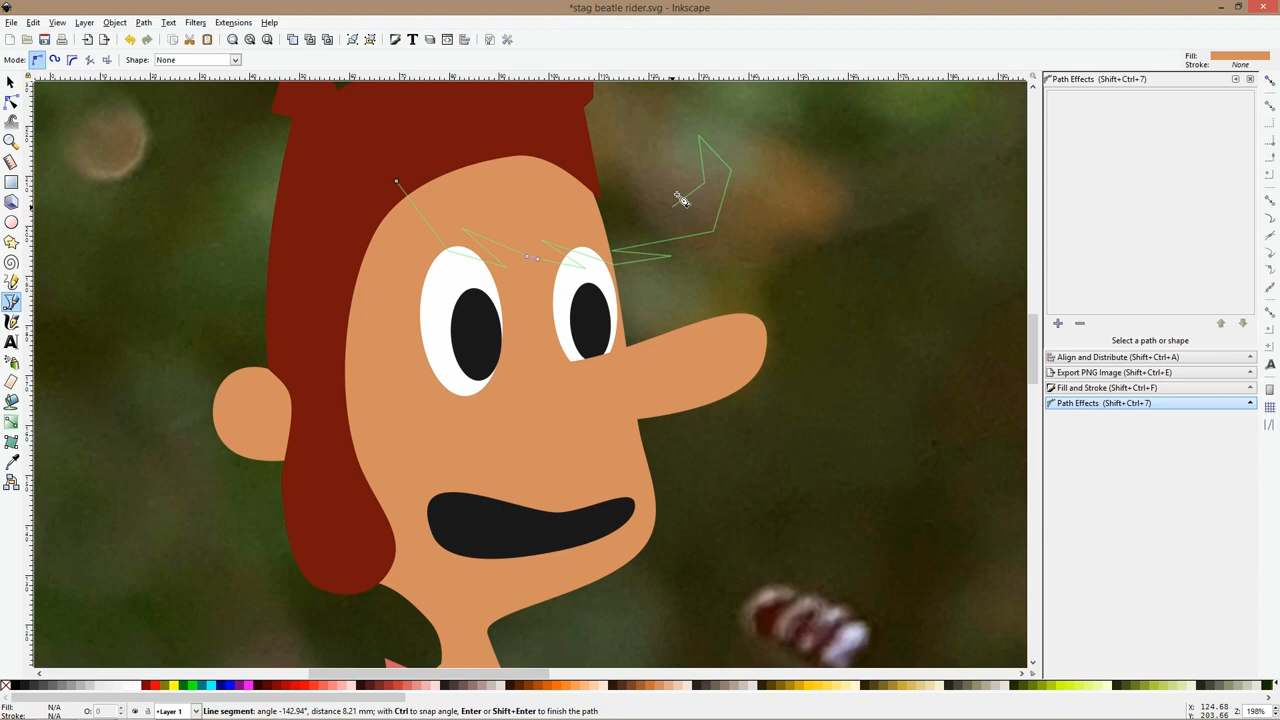 *stag beatle rider.svg - Inkscape
File Edit View Layer Object Path Text Filters Extensions Help
Mode: Shape: None
Fill:
Stroke: None
Path Effects (Shift+Ctrl+7)
Select a path or shape
Align and Distribute (Shift+Ctrl+A)
Export PNG Image (Shift+Ctrl+E)
Fill and Stroke (Shift+Ctrl+F)
Path Effects (Shift+Ctrl+7)
Fill: N/A
Stroke: N/A
O: 0
•Layer 1
Line segment: angle -142.94°, distance 8.21 mm; with Ctrl to snap angle, Enter or Shift+Enter to finish the path
X: 124.68
Y: 203.66
Z: 198%